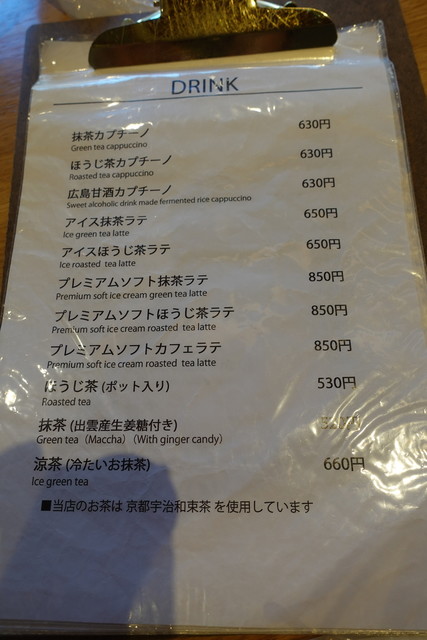 DRINK
抹茶カプチーノ 630円
Green tea cappuccino
ほうじ茶カプチーノ 630円
Roasted tea cappuccino
広島甘酒カプチーノ 630円
Sweet alcoholic drink made fermented rice cappuccino
アイス抹茶ラテ 650円
Ice green tea latte
アイスほうじ茶ラテ 650円
Ice roasted tea latte
プレミアムソフト抹茶ラテ 850円
Premium soft ice cream green tea latte
プレミアムソフトほうじ茶ラテ 850円
Premium soft ice cream roasted tea latte
プレミアムソフトカフェラテ 850円
Premium soft ice cream roasted tea latte
ほうじ茶 (ポット入り) 530円
Roasted tea
抹茶 (出雲産生姜糖付き)
Green tea（Maccha）（With ginger candy）
涼茶 (冷たいお抹茶) 660円
Ice green tea
■当店のお茶は 京都宇治和束茶 を使用しています